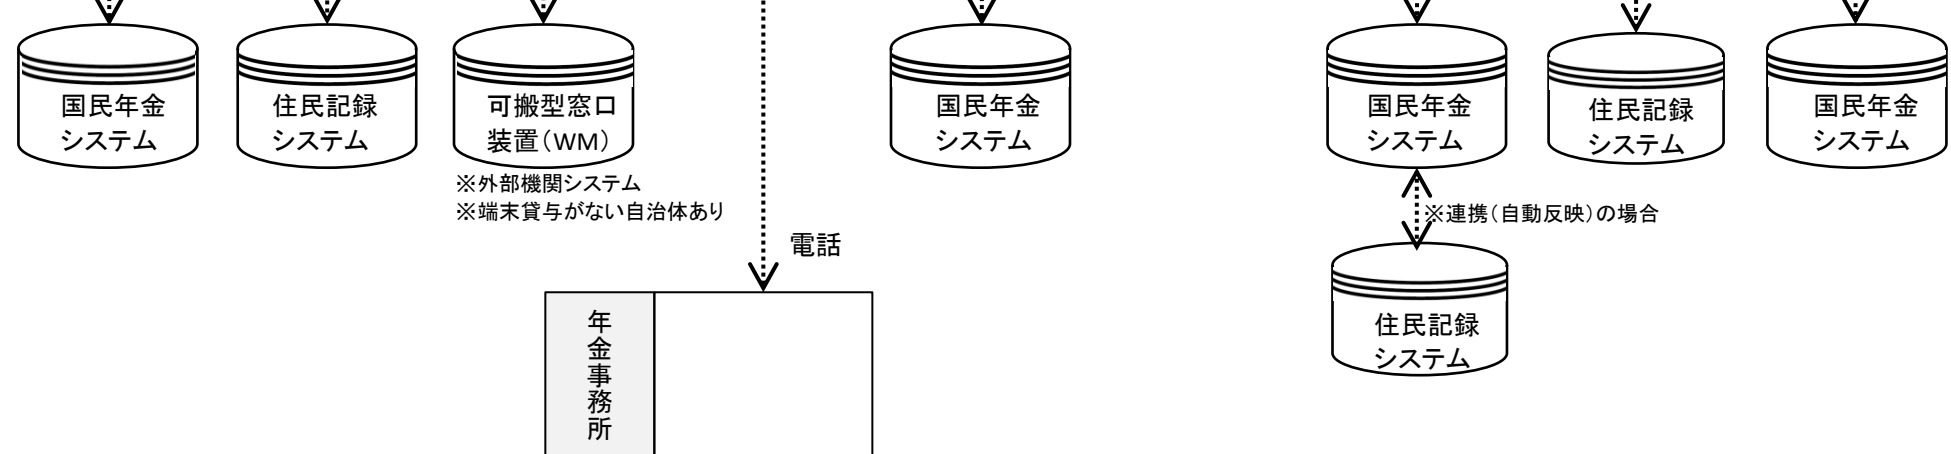 国民年金
システム
住民記録
システム
可搬型窓口
装置（WM）
※外部機関システム
※端末貸与がない自治体あり
電話
年金事務所
国民年金
システム
国民年金
システム
住民記録
システム
国民年金
システム
※連携（自動反映）の場合
住民記録
システム